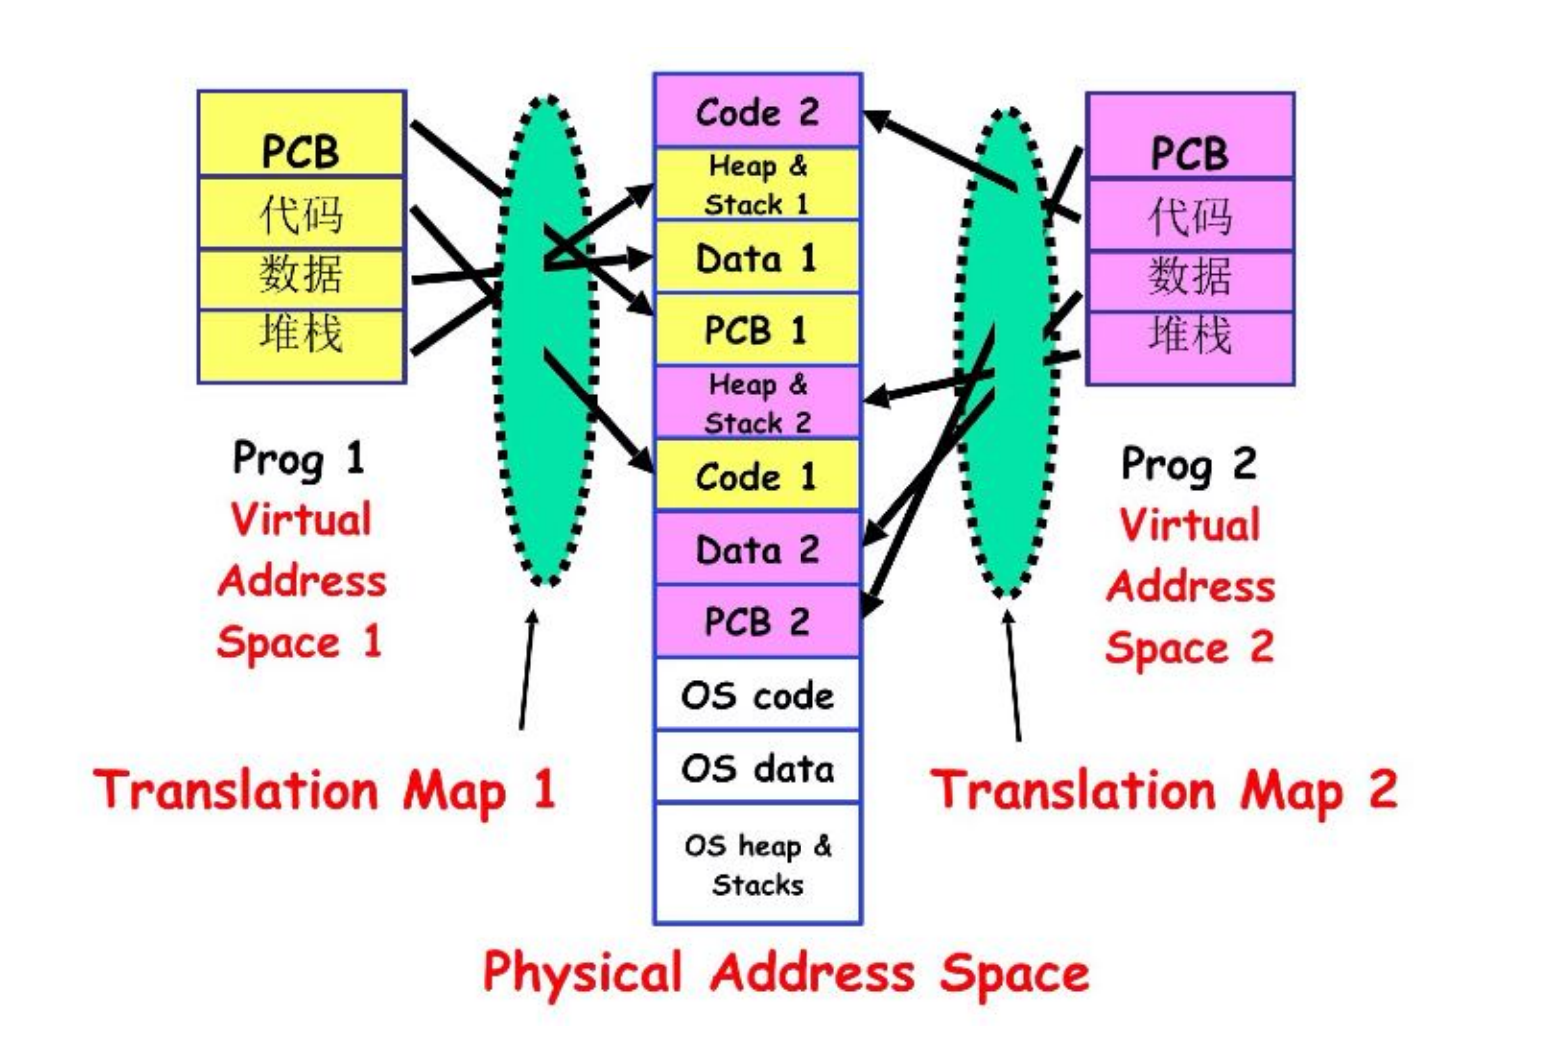 PCB
代码
数据
堆栈
Prog 1
Virtual
Address
Space 1
Translation Map 1
Code 2
Heap &
Stack 1
Data 1
PCB 1
Heap &
Stack 2
Code 1
Data 2
PCB 2
OS code
OS data
OS heap &
Stacks
Physical Address Space
PCB
代码
数据
堆栈
Prog 2
Virtual
Address
Space 2
Translation Map 2